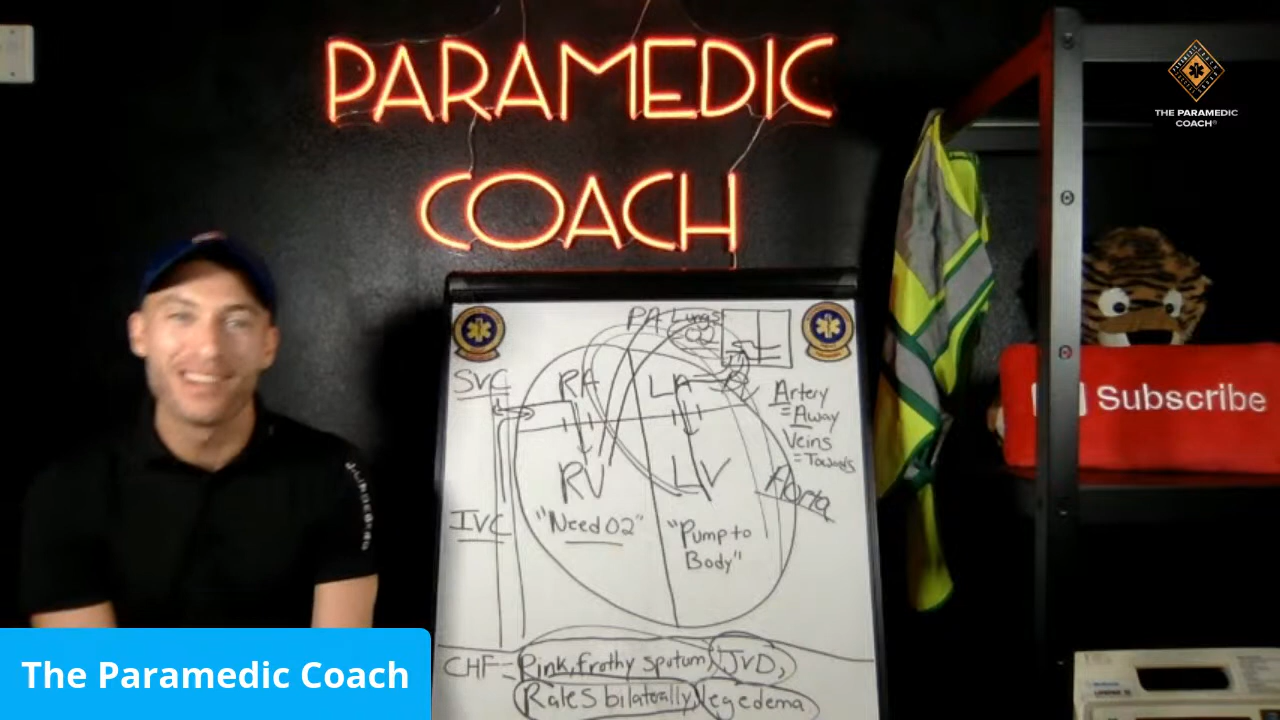 PARAMEDIC
COACH
THE PARAMEDIC
COACH®
Subscribe
PA Lungs
SVC RA LA
Artery
=Away
Veins
=Towards
RV LV
Aorta
IVC "Need O2" "Pump to
Body"
CHF= Pink, frothy sputum, JVD,
Rales bilaterally, leg edema
The Paramedic Coach